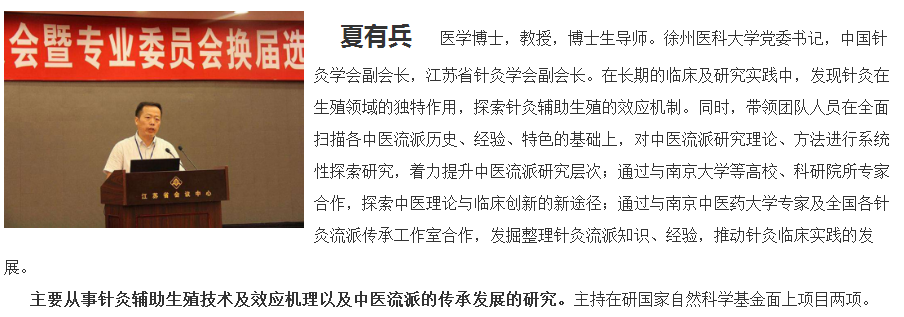 会暨专业委员会换届选
江苏省会议中心
夏有兵 医学博士，教授，博士生导师。徐州医科大学党委书记，中国针
灸学会副会长，江苏省针灸学会副会长。在长期的临床及研究实践中，发现针灸在
生殖领域的独特作用，探索针灸辅助生殖的效应机制。同时，带领团队人员在全面
扫描各中医流派历史、经验、特色的基础上，对中医流派研究理论、方法进行系统
性探索研究，着力提升中医流派研究层次；通过与南京大学等高校、科研院所专家
合作，探索中医理论与临床创新的新途径；通过与南京中医药大学专家及全国各针
灸流派传承工作室合作，发掘整理针灸流派知识、经验，推动针灸临床实践的发
展。
主要从事针灸辅助生殖技术及效应机理以及中医流派的传承发展的研究。主持在研国家自然科学基金面上项目两项。